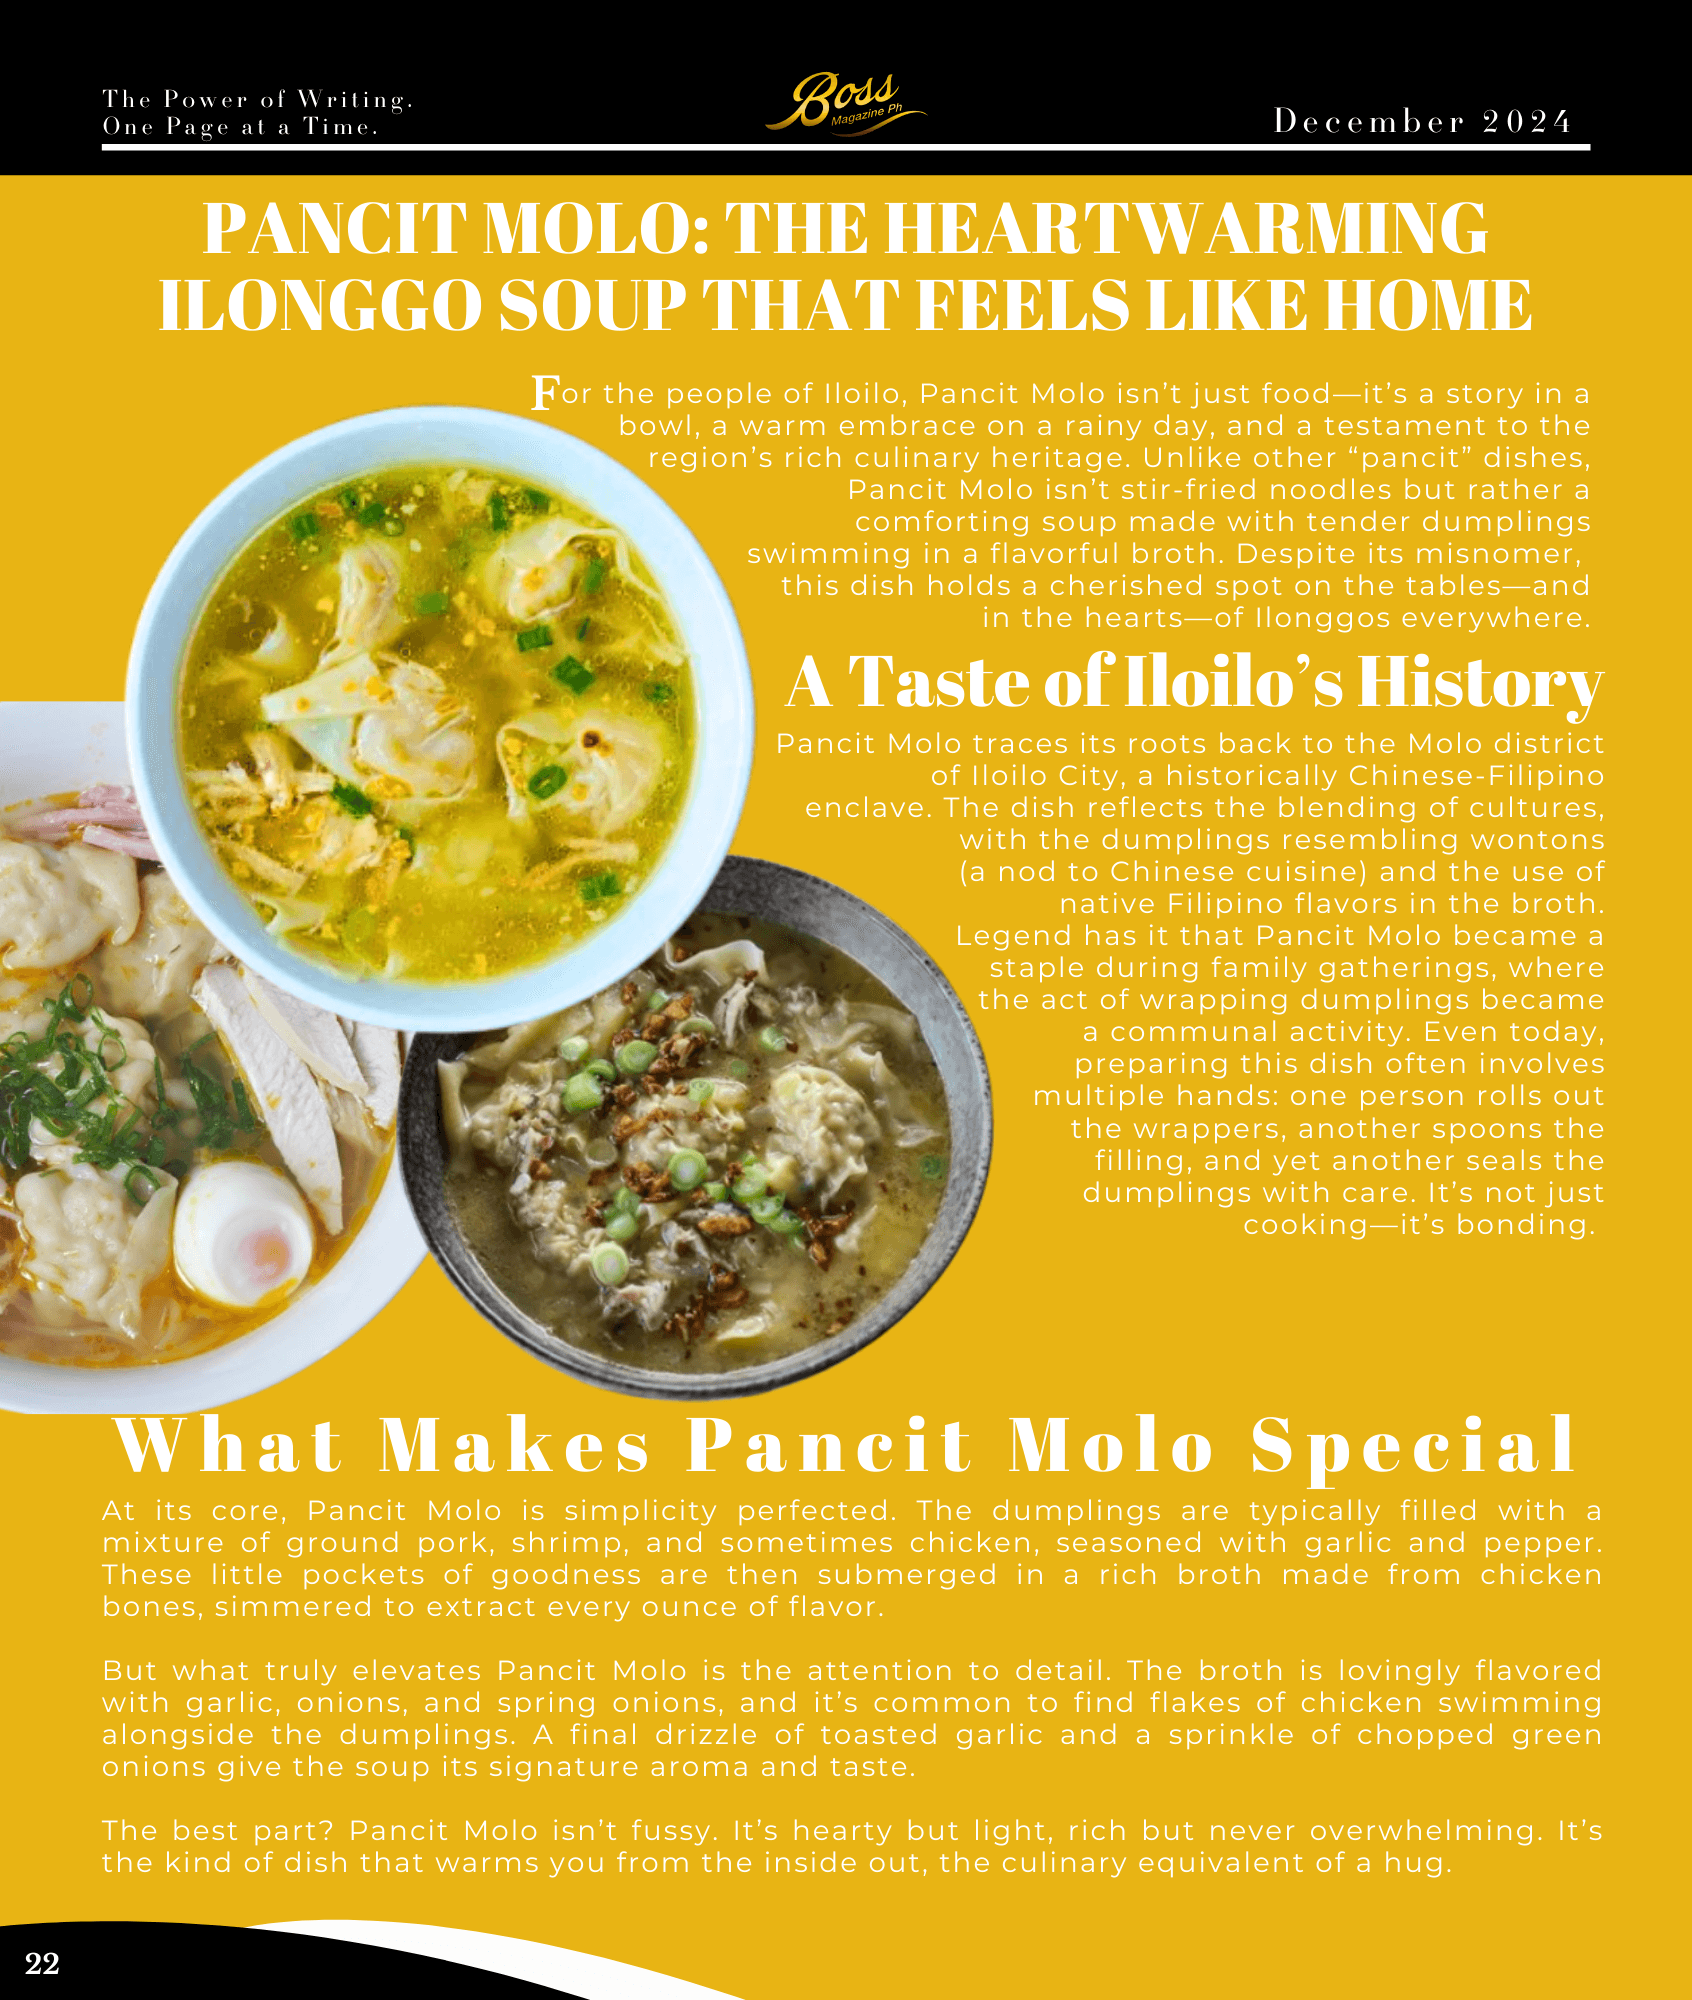 The Power of Writing.
One Page at a Time.
Boss
Magazine Ph
December 2024
PANCIT MOLO: THE HEARTWARMING
ILONGGO SOUP THAT FEELS LIKE HOME
For the people of Iloilo, Pancit Molo isn’t just food—it’s a story in a
bowl, a warm embrace on a rainy day, and a testament to the
region’s rich culinary heritage. Unlike other “pancit” dishes,
Pancit Molo isn’t stir-fried noodles but rather a
comforting soup made with tender dumplings
swimming in a flavorful broth. Despite its misnomer,
this dish holds a cherished spot on the tables—and
in the hearts—of Ilonggos everywhere.
A Taste of Iloilo’s History
Pancit Molo traces its roots back to the Molo district
of Iloilo City, a historically Chinese-Filipino
enclave. The dish reflects the blending of cultures,
with the dumplings resembling wontons
(a nod to Chinese cuisine) and the use of
native Filipino flavors in the broth.
Legend has it that Pancit Molo became a
staple during family gatherings, where
the act of wrapping dumplings became
a communal activity. Even today,
preparing this dish often involves
multiple hands: one person rolls out
the wrappers, another spoons the
filling, and yet another seals the
dumplings with care. It’s not just
cooking—it’s bonding.
What Makes Pancit Molo Special
At its core, Pancit Molo is simplicity perfected. The dumplings are typically filled with a
mixture of ground pork, shrimp, and sometimes chicken, seasoned with garlic and pepper.
These little pockets of goodness are then submerged in a rich broth made from chicken
bones, simmered to extract every ounce of flavor.
But what truly elevates Pancit Molo is the attention to detail. The broth is lovingly flavored
with garlic, onions, and spring onions, and it’s common to find flakes of chicken swimming
alongside the dumplings. A final drizzle of toasted garlic and a sprinkle of chopped green
onions give the soup its signature aroma and taste.
The best part? Pancit Molo isn’t fussy. It’s hearty but light, rich but never overwhelming. It’s
the kind of dish that warms you from the inside out, the culinary equivalent of a hug.
22